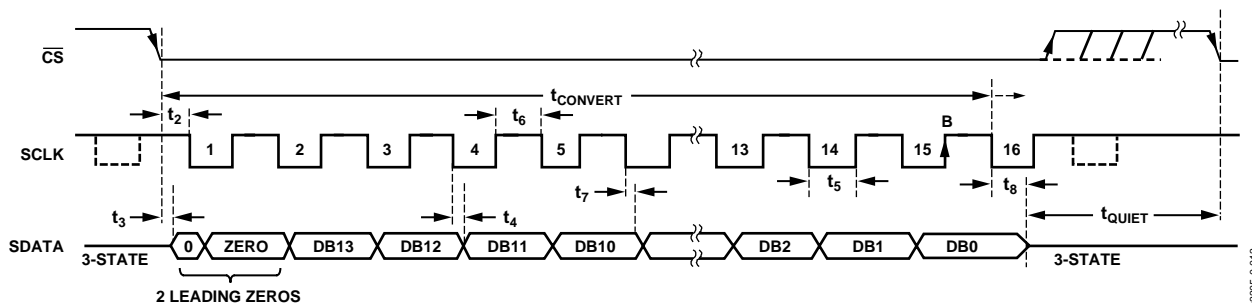 CS
tCONVERT
t2
t6
B
SCLK
1 2 3 4 5 13 14 15 16
t7
t5
t8
t3
t4
tQUIET
SDATA
0 ZERO DB13 DB12 DB11 DB10 DB2 DB1 DB0
3-STATE
3-STATE
2 LEADING ZEROS